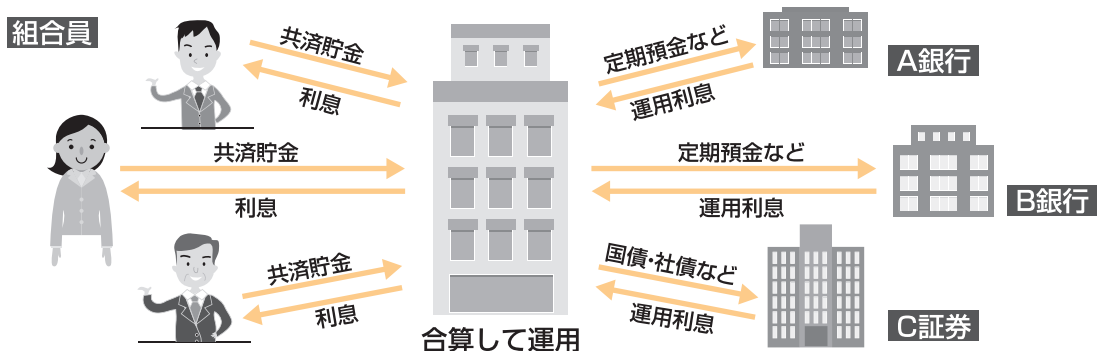 組合員
共済貯金
利息
共済貯金
利息
共済貯金
利息
合算して運用
定期預金など
運用利息
A銀行
定期預金など
運用利息
B銀行
国債・社債など
運用利息
C証券